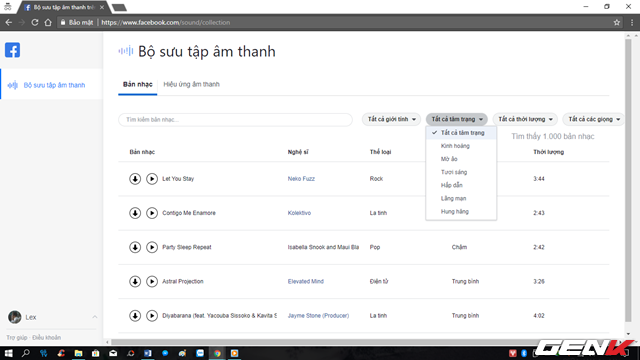 Bộ sưu tập âm thanh trên
Bảo mật | https://www.facebook.com/sound/collection
Bộ sưu tập âm thanh
Bộ sưu tập âm thanh
Bản nhạc Hiệu ứng âm thanh
Tìm kiếm bản nhạc...
Tất cả giới tính
Tất cả tâm trạng
Tất cả thời lượng
Tất cả các giọng
Tất cả tâm trạng
Kinh hoàng
Mờ ảo
Tươi sáng
Hấp dẫn
Lãng mạn
Hung hăng
Tìm thấy 1.000 bản nhạc
Bản nhạc Nghệ sĩ Thể loại Thời lượng
Let You Stay Neko Fuzz Rock 3:44
Contigo Me Enamore Kolektivo La tinh 2:43
Party Sleep Repeat Isabella Snook and Maui Bla Pop Chậm 2:42
Astral Projection Elevated Mind Điện tử Trung bình 3:26
Diyabarana (feat. Yacouba Sissoko & Kavita S Jayme Stone (Producer) La tinh Trung bình 4:02
Lex
Trợ giúp · Điều khoản
GENK